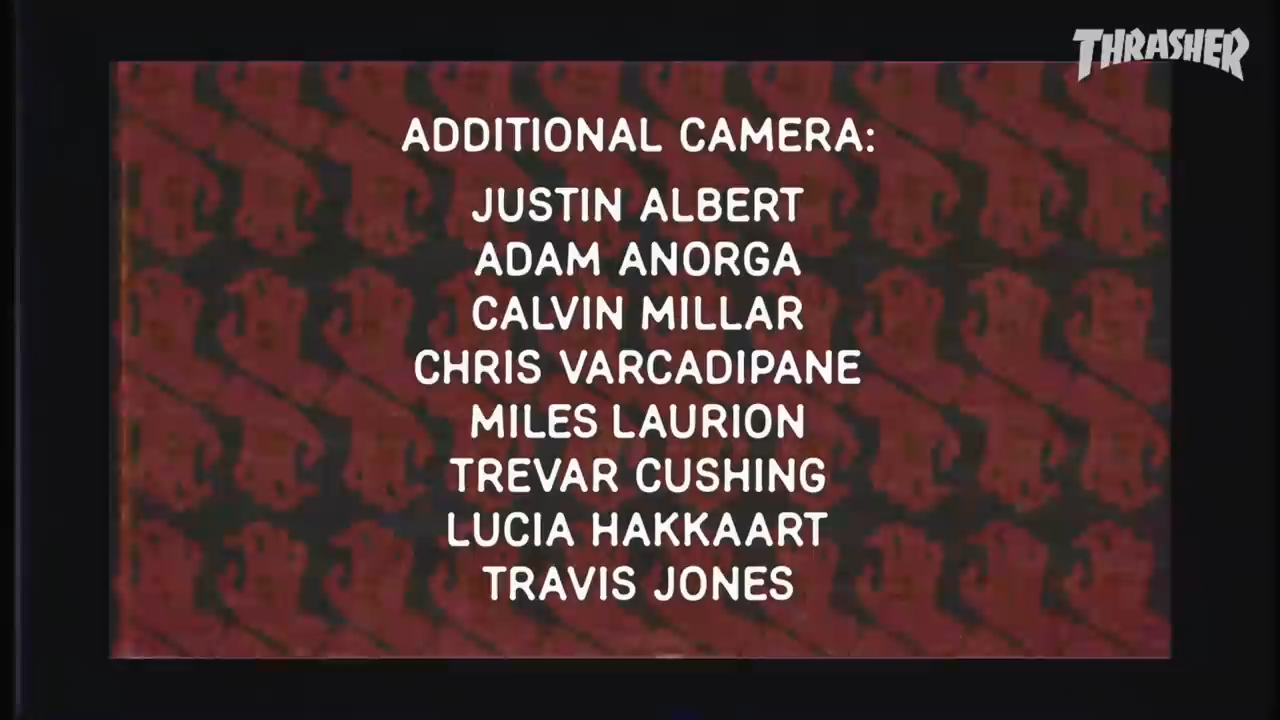 THRASHER
ADDITIONAL CAMERA:
JUSTIN ALBERT
ADAM ANORGA
CALVIN MILLAR
CHRIS VARCADIPANE
MILES LAURION
TREVAR CUSHING
LUCIA HAKKAART
TRAVIS JONES